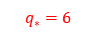 q* = 6